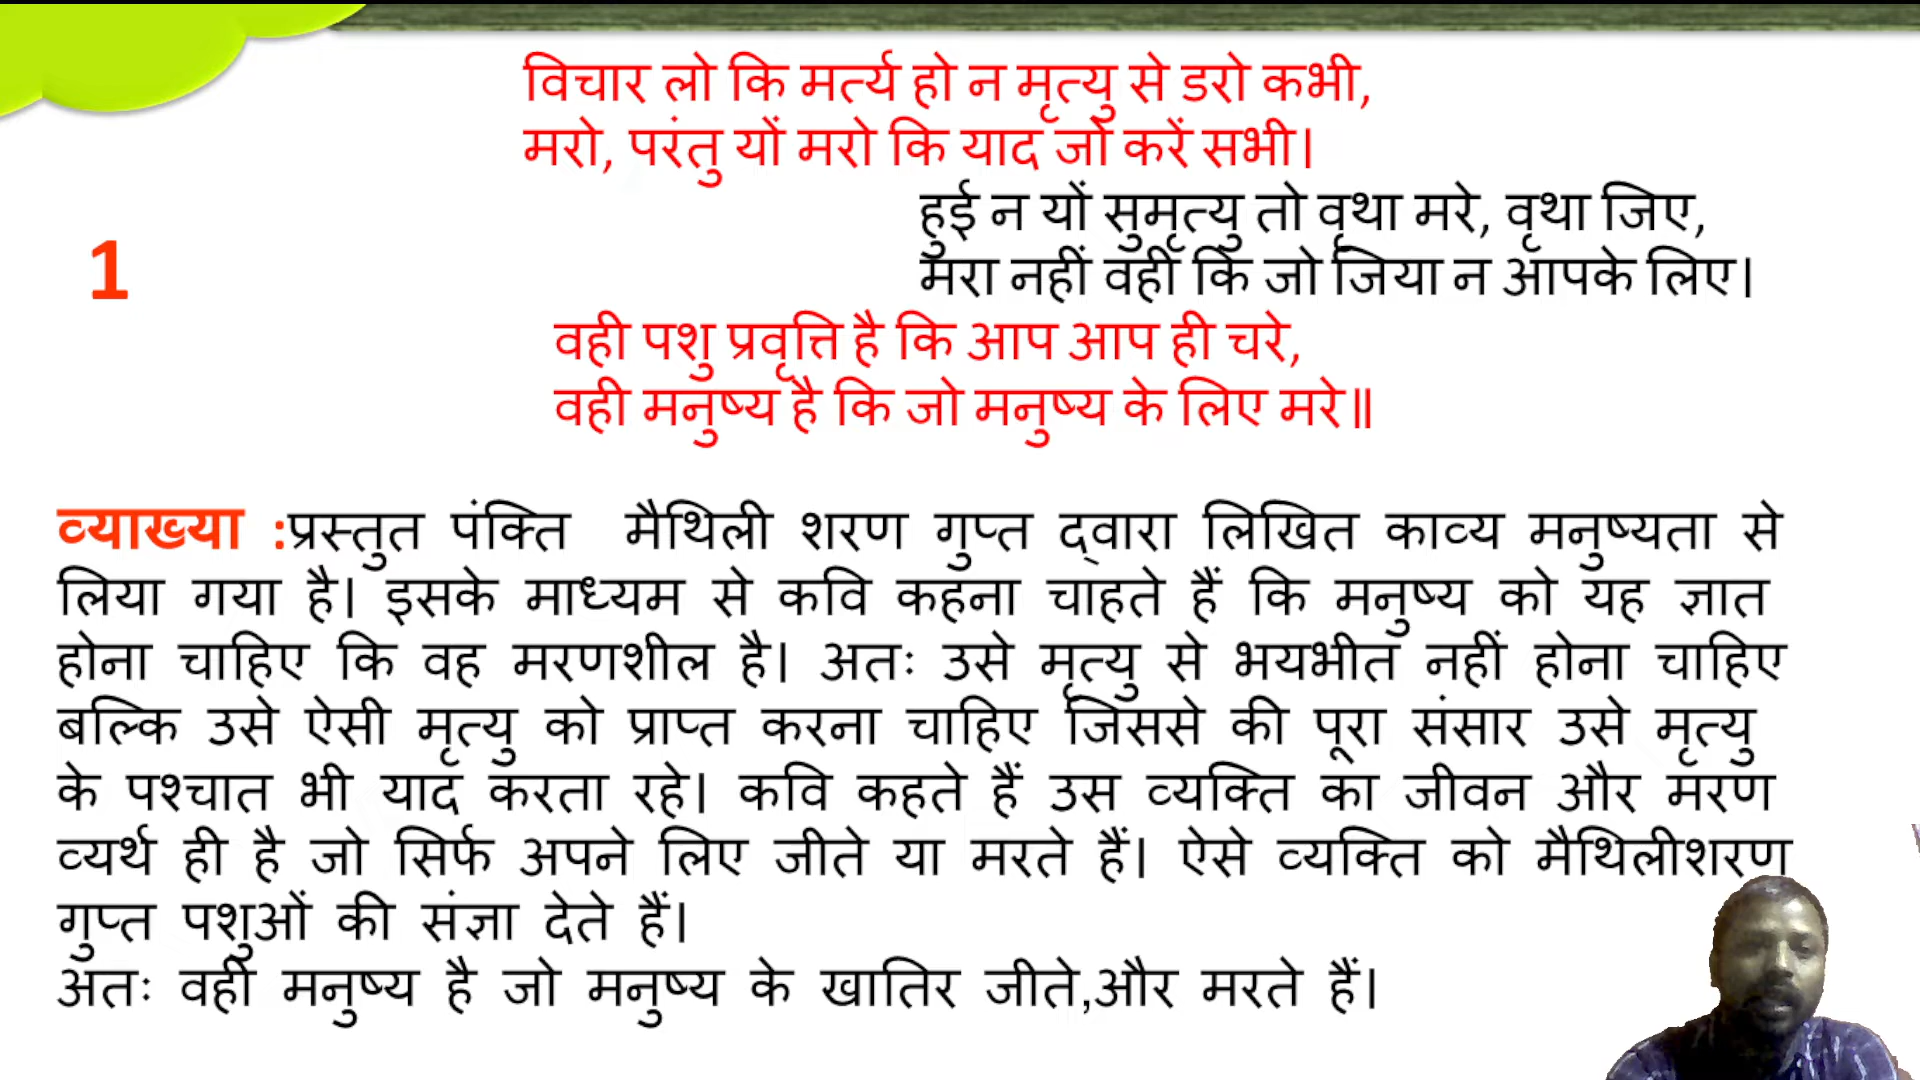 विचार लो कि मर्त्य हो न मृत्यु से डरो कभी,
मरो, परंतु यों मरो कि याद जो करें सभी।
हुई न यों सुमृत्यु तो वृथा मरे, वृथा जिए,
मरा नहीं वही कि जो जिया न आपके लिए।
1
वही पशु प्रवृत्ति है कि आप आप ही चरे,
वही मनुष्य है कि जो मनुष्य के लिए मरे॥
व्याख्या :प्रस्तुत पंक्ति मैथिली शरण गुप्त द्वारा लिखित काव्य मनुष्यता से
लिया गया है। इसके माध्यम से कवि कहना चाहते हैं कि मनुष्य को यह ज्ञात
होना चाहिए कि वह मरणशील है। अतः उसे मृत्यु से भयभीत नहीं होना चाहिए
बल्कि उसे ऐसी मृत्यु को प्राप्त करना चाहिए जिससे की पूरा संसार उसे मृत्यु
के पश्चात भी याद करता रहे। कवि कहते हैं उस व्यक्ति का जीवन और मरण
व्यर्थ ही है जो सिर्फ अपने लिए जीते या मरते हैं। ऐसे व्यक्ति को मैथिलीशरण
गुप्त पशुओं की संज्ञा देते हैं।
अतः वही मनुष्य है जो मनुष्य के खातिर जीते,और मरते हैं।